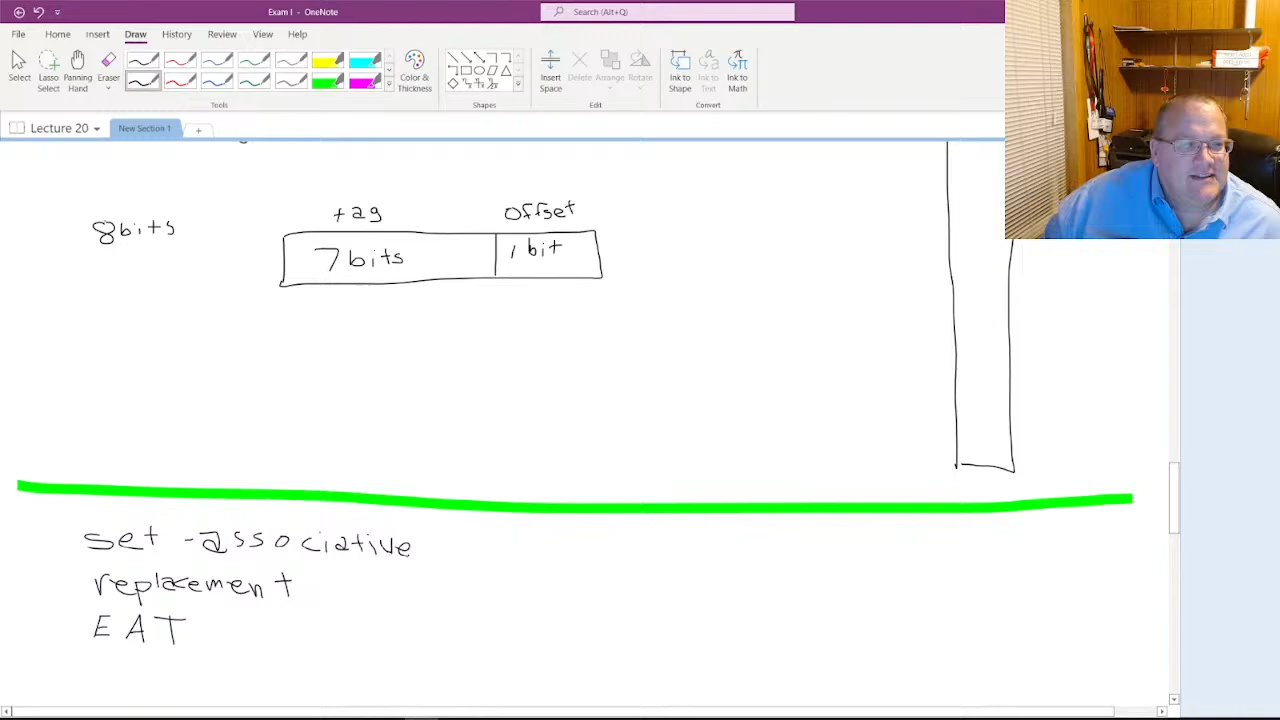 Exam I - OneNote
Search (Alt+Q)
File Home Insert Draw History Review View Help
Select Lasso Select Panning Hand Eraser Color & Thickness Insert Space Delete Arrange Rotate Ink to Shape Ink to Text Ink to Math
Tools Shapes Edit Convert
Lecture 20 New Section 1 +
tag offset
8bits 7bits 1 bit
set-associative
replacement
EAT